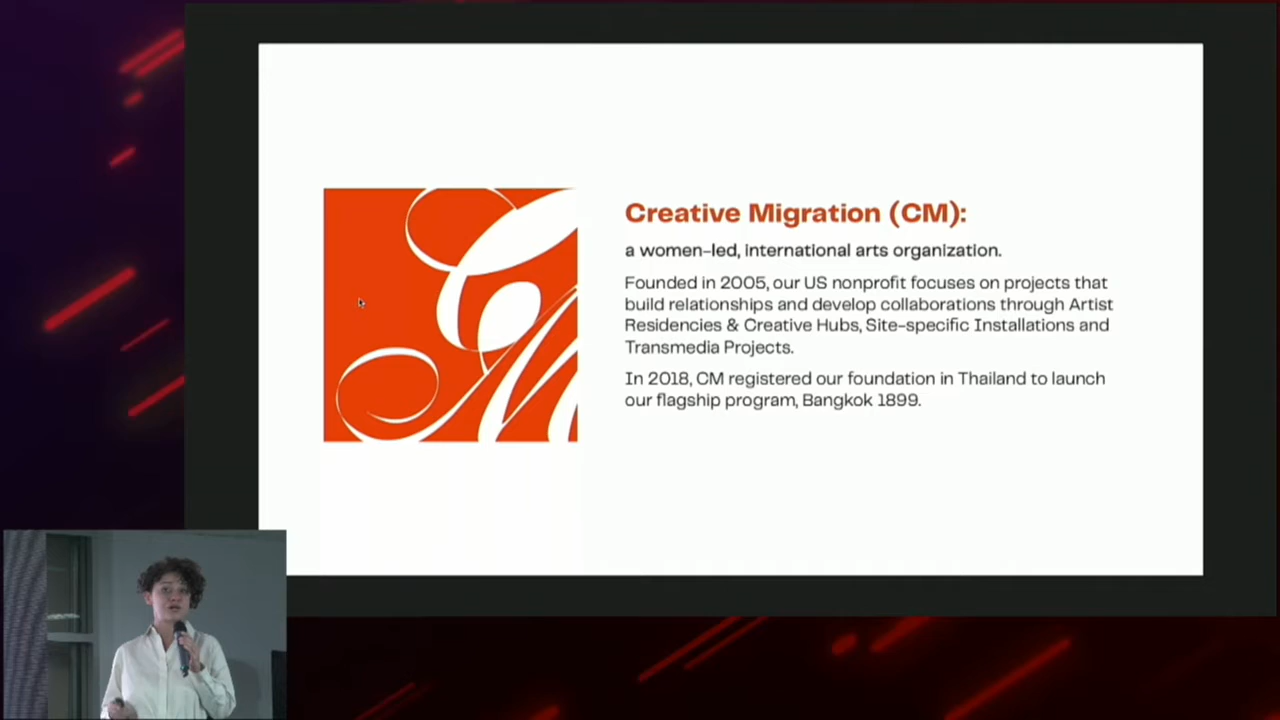 Creative Migration (CM):
a women-led, international arts organization.
Founded in 2005, our US nonprofit focuses on projects that
build relationships and develop collaborations through Artist
Residencies & Creative Hubs, Site-specific Installations and
Transmedia Projects.
In 2018, CM registered our foundation in Thailand to launch
our flagship program, Bangkok 1899.